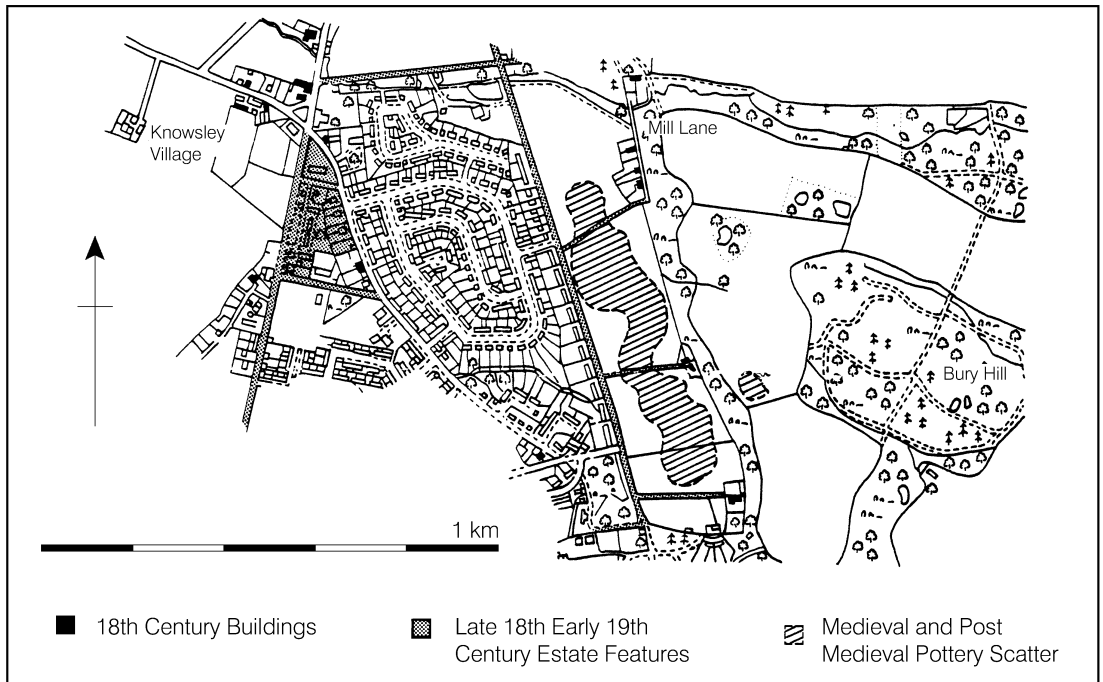 Knowsley
Village
Mill Lane
Bury Hill
1 km
18th Century Buildings
Late 18th Early 19th
Century Estate Features
Medieval and Post
Medieval Pottery Scatter